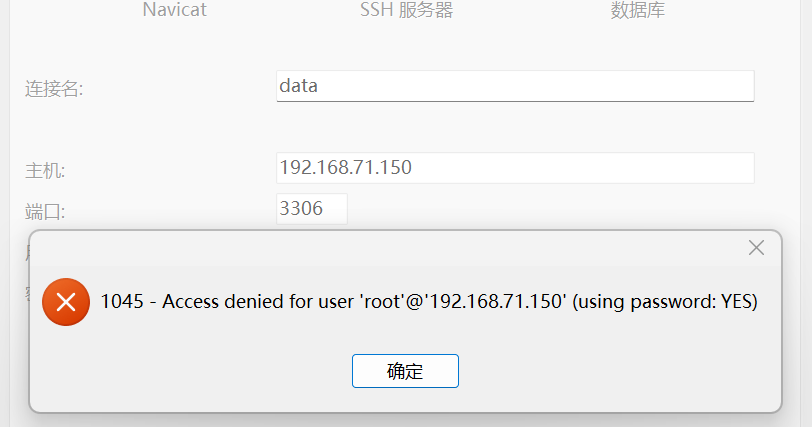 Navicat SSH 服务器 数据库
连接名: data
主机: 192.168.71.150
端口: 3306
1045 - Access denied for user 'root'@'192.168.71.150' (using password: YES)
确定